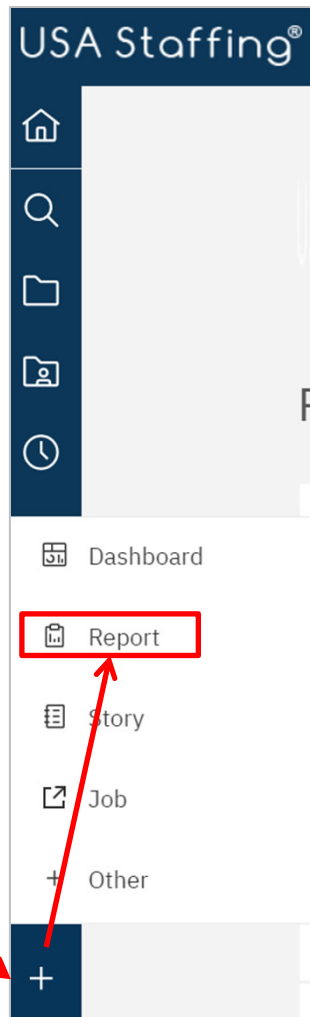 USA Staffing®
Dashboard
Report
Story
Job
+ Other
+